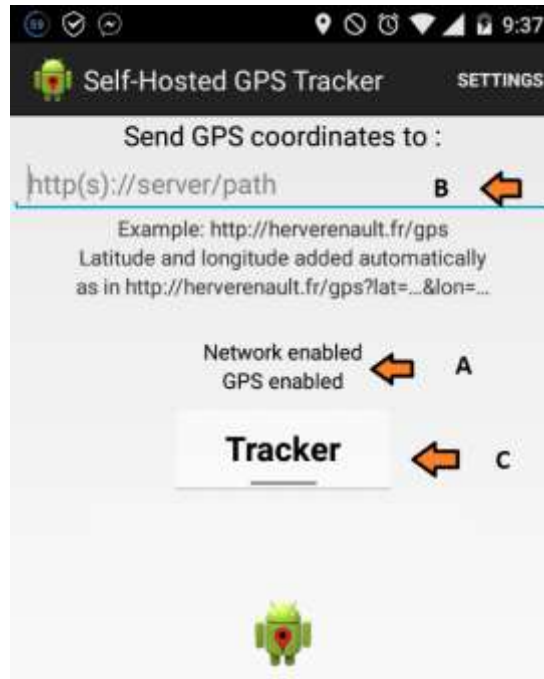 59 9:37
Self-Hosted GPS Tracker SETTINGS
Send GPS coordinates to :
http(s)://server/path B
Example: http://herverenault.fr/gps
Latitude and longitude added automatically
as in http://herverenault.fr/gps?lat=...&lon=...
Network enabled
GPS enabled A
Tracker C